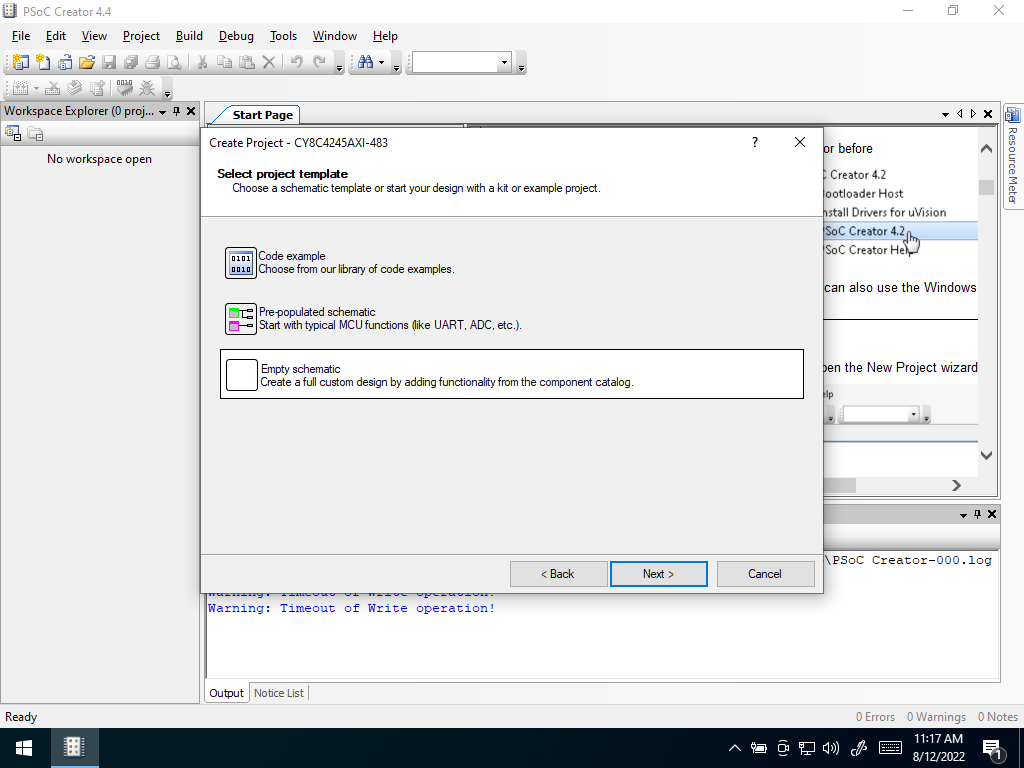 PSoC Creator 4.4
File Edit View Project Build Debug Tools Window Help
Workspace Explorer (0 proj...
No workspace open
Start Page
Create Project - CY8C4245AXI-483
?
Select project template
Choose a schematic template or start your design with a kit or example project.
0101
0010
Code example
Choose from our library of code examples.
Pre-populated schematic
Start with typical MCU functions (like UART, ADC, etc.).
Empty schematic
Create a full custom design by adding functionality from the component catalog.
< Back Next > Cancel
or before
Creator 4.2
Bootloader Host
nstall Drivers for uVision
PSoC Creator 4.2
PSoC Creator Help
can also use the Windows
pen the New Project wizard
elp
Resource Meter
\PSoC Creator-000.log
Warning: Timeout of Write operation!
Warning: Timeout of Write operation!
Output Notice List
Ready
0 Errors 0 Warnings 0 Notes
11:17 AM
8/12/2022
1